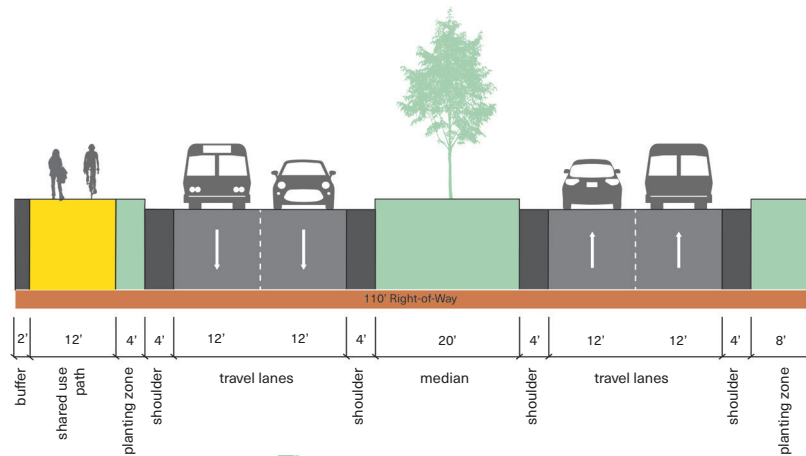 110' Right-of-Way
2' 12' 4' 4' 12' 12' 4' 20' 4' 12' 12' 4' 8'
buffer
shared use
path
planting zone
shoulder
travel lanes
shoulder
median
shoulder
travel lanes
shoulder
planting zone